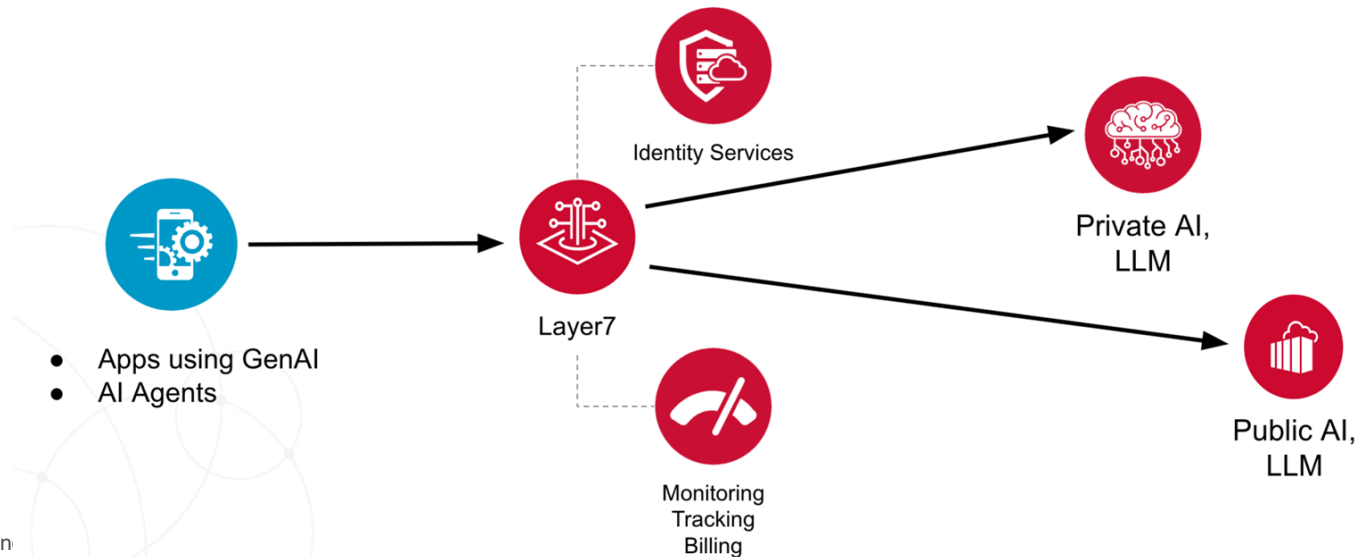 Identity Services
Private AI,
LLM
Layer7
● Apps using GenAI
● AI Agents
Public AI,
LLM
Monitoring
Tracking
Billing